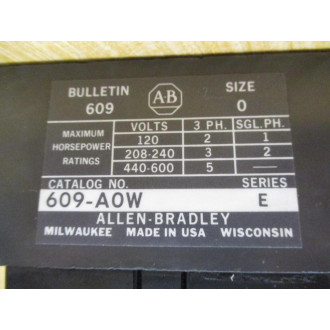 BULLETIN 609 AB SIZE 0
MAXIMUM HORSEPOWER RATINGS
VOLTS 3 PH. SGL.PH.
120 2 1
208-240 3 2
440-600 5 —
CATALOG NO. SERIES
609-AOW E
ALLEN-BRADLEY
MILWAUKEE MADE IN U.S.A. WISCONSIN